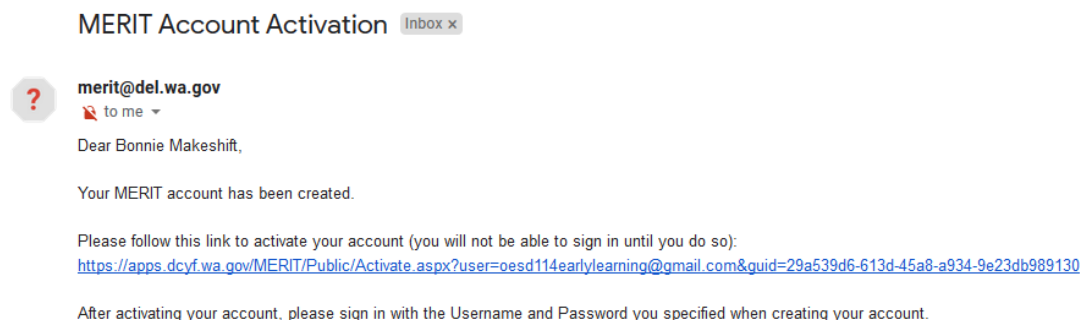 MERIT Account Activation Inbox x
?
merit@del.wa.gov
to me
Dear Bonnie Makeshift,
Your MERIT account has been created.
Please follow this link to activate your account (you will not be able to sign in until you do so):
https://apps.dcyf.wa.gov/MERIT/Public/Activate.aspx?user=oesd114earlylearning@gmail.com&guid=29a539d6-613d-45a8-a934-9e23db989130
After activating your account, please sign in with the Username and Password you specified when creating your account.